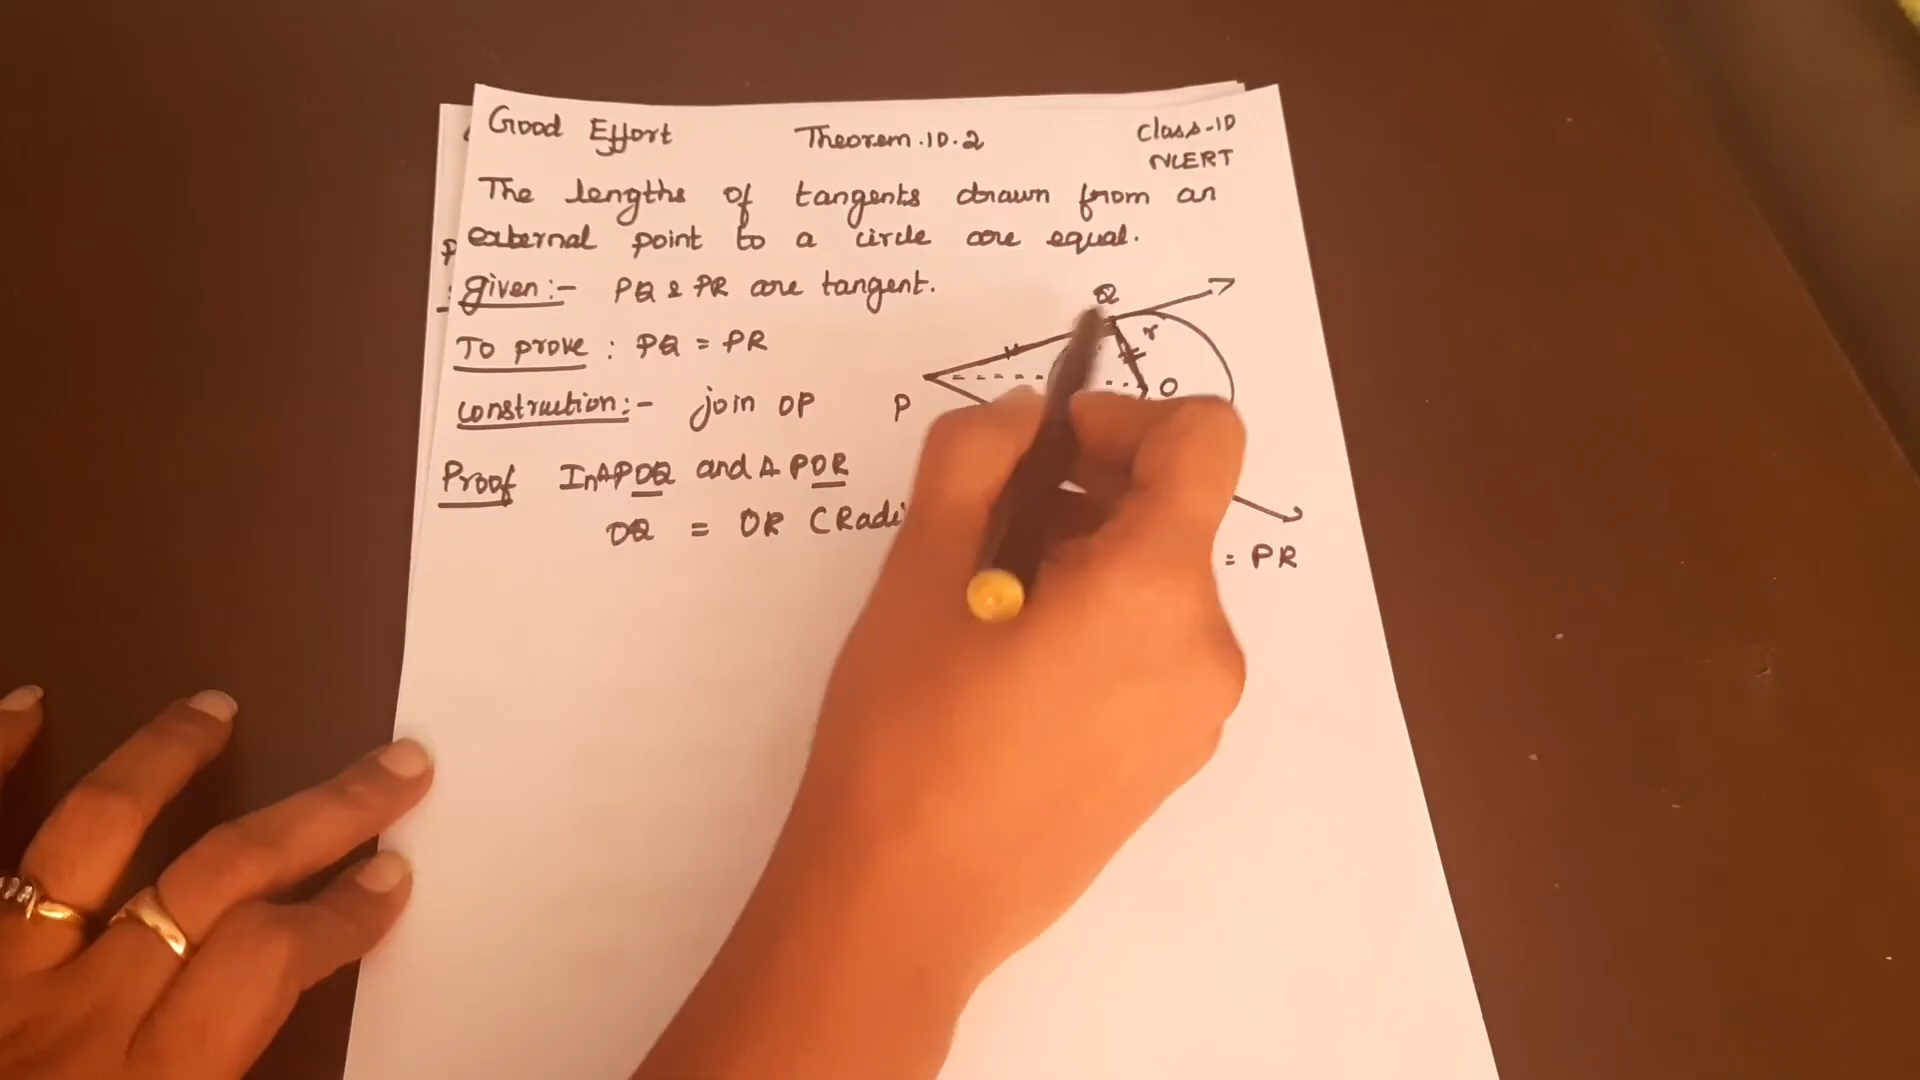 Good Effort Theorem.10.2 Class-10
NCERT
The lengths of tangents drawn from an
external point to a circle are equal.
given:- PQ & PR are tangent.
To prove : PQ = PR
construction:- join OP
Proof In Δ POQ and Δ POR
OQ = OR (Radi
Q
r
O
P
= PR